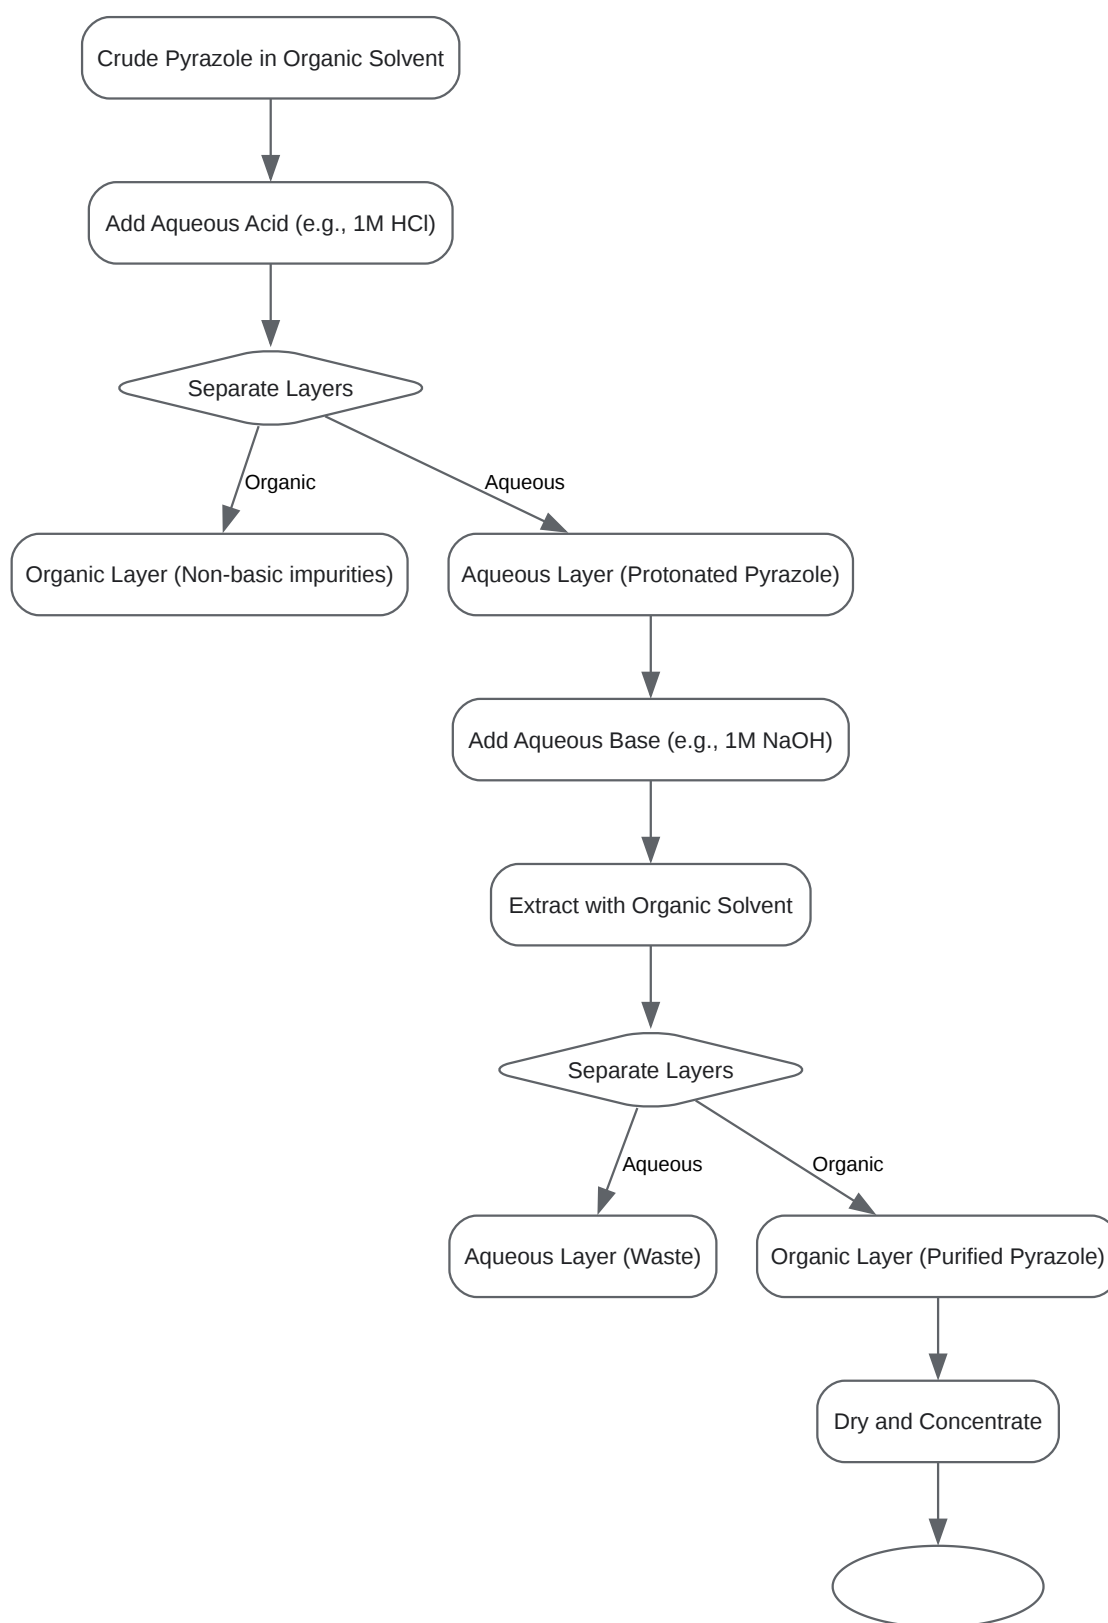 Crude Pyrazole in Organic Solvent
Add Aqueous Acid (e.g., 1M HCl)
Separate Layers
Organic
Aqueous
Organic Layer (Non-basic impurities)
Aqueous Layer (Protonated Pyrazole)
Add Aqueous Base (e.g., 1M NaOH)
Extract with Organic Solvent
Separate Layers
Aqueous
Organic
Aqueous Layer (Waste)
Organic Layer (Purified Pyrazole)
Dry and Concentrate